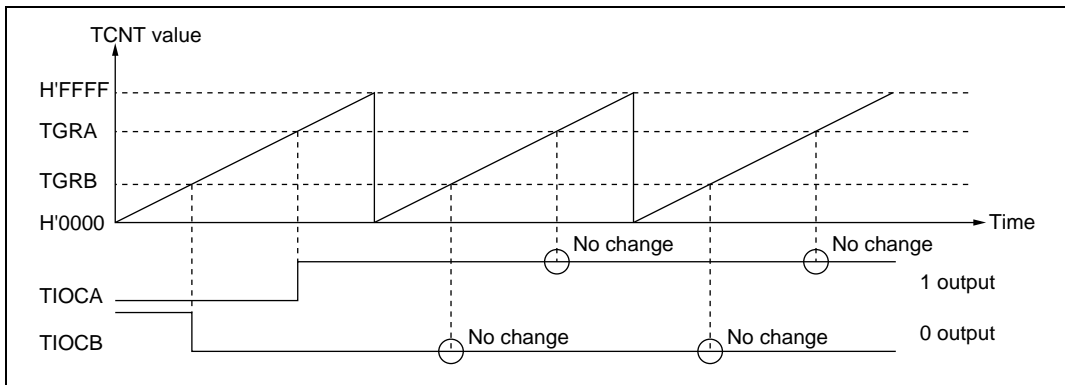 TCNT value
H'FFFF
TGRA
TGRB
H'0000
Time
No change
No change
TIOCA
1 output
No change
No change
TIOCB
0 output